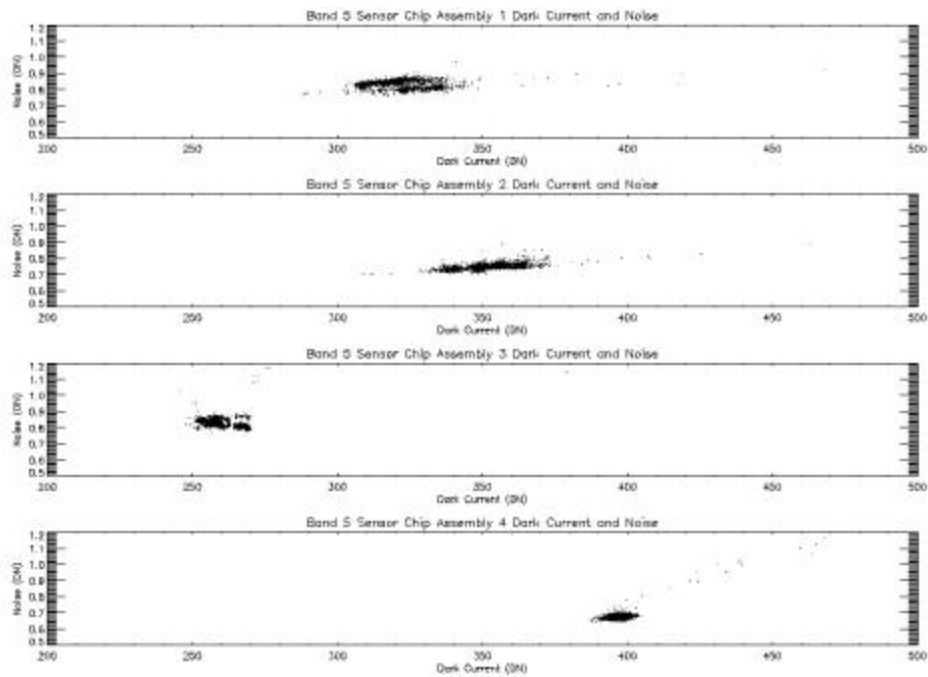 Band 5 Sensor Chip Assembly 1 Dark Current and Noise
Noise (DN)
1.2
1.1
1.0
0.9
0.8
0.7
0.6
0.5
200 250 300 350 400 450 500
Dark Current (DN)
Band 5 Sensor Chip Assembly 2 Dark Current and Noise
Noise (DN)
1.2
1.1
1.0
0.9
0.8
0.7
0.6
0.5
200 250 300 350 400 450 500
Dark Current (DN)
Band 5 Sensor Chip Assembly 3 Dark Current and Noise
Noise (DN)
1.2
1.1
1.0
0.9
0.8
0.7
0.6
0.5
200 250 300 350 400 450 500
Dark Current (DN)
Band 5 Sensor Chip Assembly 4 Dark Current and Noise
Noise (DN)
1.2
1.1
1.0
0.9
0.8
0.7
0.6
0.5
200 250 300 350 400 450 500
Dark Current (DN)